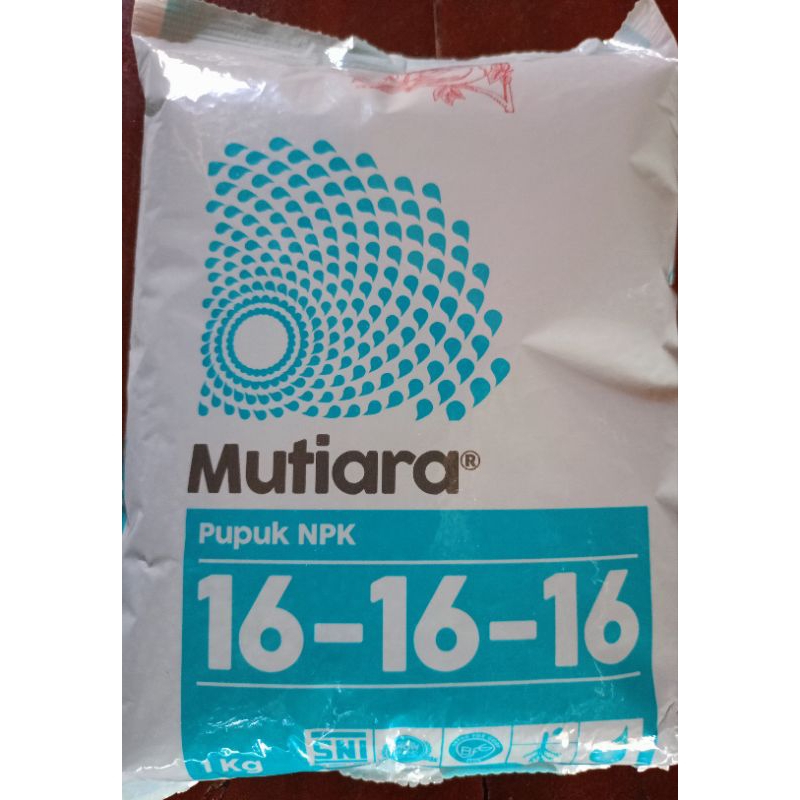 Mutiara®
Pupuk NPK
16-16-16
1 kg
SNI